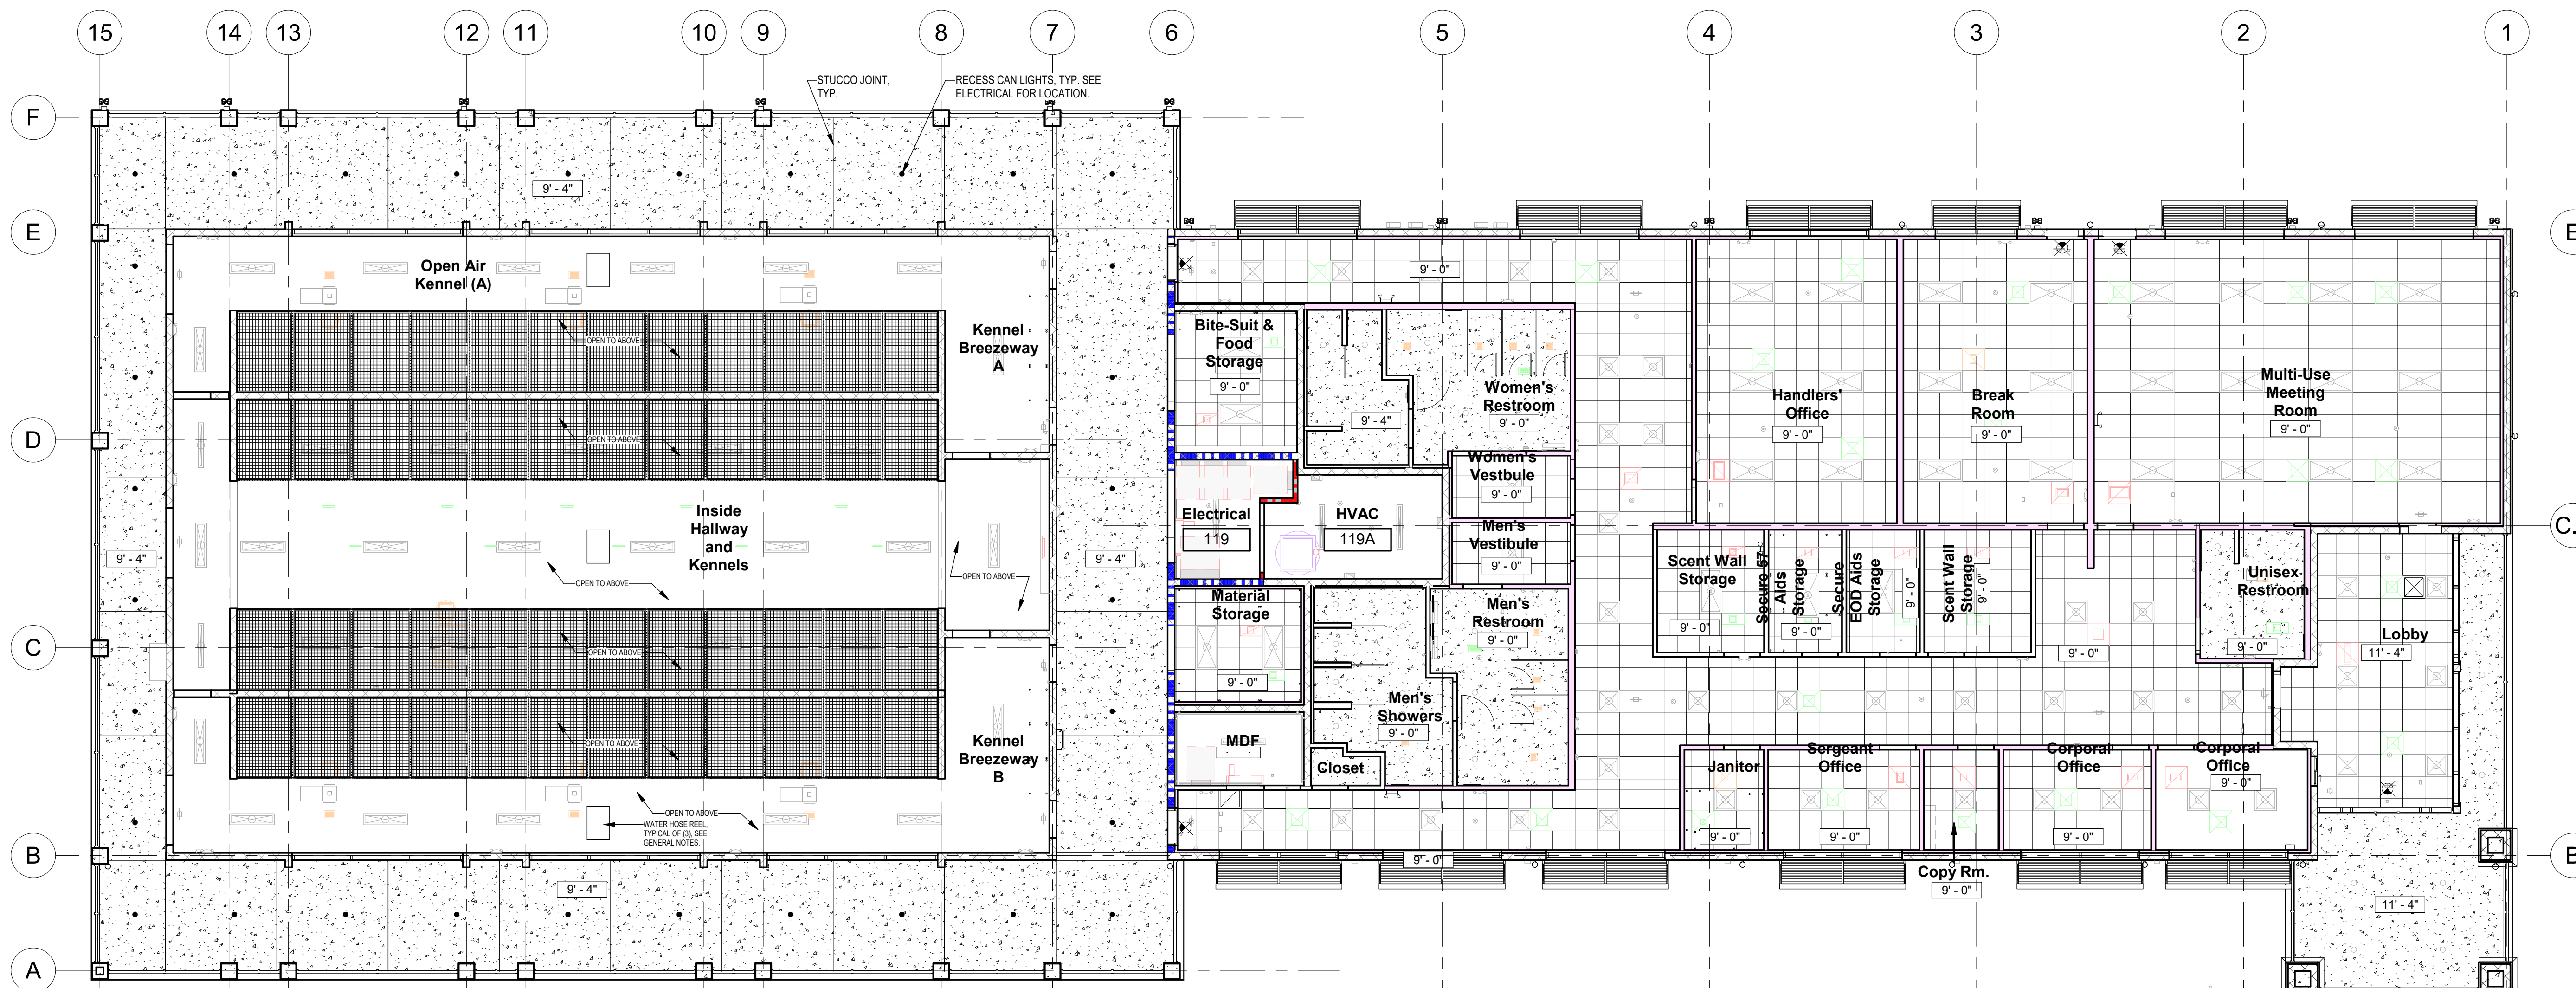 15
14
13
12
11
10
9
8
7
6
5
4
3
2
1
F
E
D
C
B
A
E
C.
B
STUCCO JOINT,
TYP.
RECESS CAN LIGHTS, TYP. SEE
ELECTRICAL FOR LOCATION.
9' - 4"
Open Air
Kennel (A)
Kennel
Breezeway
A
OPEN TO ABOVE
OPEN TO ABOVE
Inside
Hallway
and
Kennels
OPEN TO ABOVE
OPEN TO ABOVE
9' - 4"
9' - 4"
OPEN TO ABOVE
OPEN TO ABOVE
Kennel
Breezeway
B
OPEN TO ABOVE
WATER HOSE REEL,
TYPICAL OF (3), SEE
GENERAL NOTES.
9' - 4"
9' - 0"
Bite-Suit &
Food
Storage
9' - 0"
9' - 4"
Women's
Restroom
9' - 0"
Women's
Vestbule
9' - 0"
Electrical
119
HVAC
119A
Men's
Vestibule
9' - 0"
Material
Storage
9' - 0"
Men's
Restroom
9' - 0"
Men's
Showers
9' - 0"
MDF
Closet
9' - 0"
Handlers'
Office
9' - 0"
Break
Room
9' - 0"
Multi-Use
Meeting
Room
9' - 0"
Scent Wall
Storage
9' - 0"
Secure 57
Aids
Storage
9' - 0"
Secure
EOD Aids
Storage
9' - 0"
Scent Wall
Storage
9' - 0"
9' - 0"
Unisex
Restroom
9' - 0"
Lobby
11' - 4"
Janitor
9' - 0"
Sergeant
Office
9' - 0"
Copy Rm.
9' - 0"
Corporal
Office
9' - 0"
Corporal
Office
9' - 0"
11' - 4"